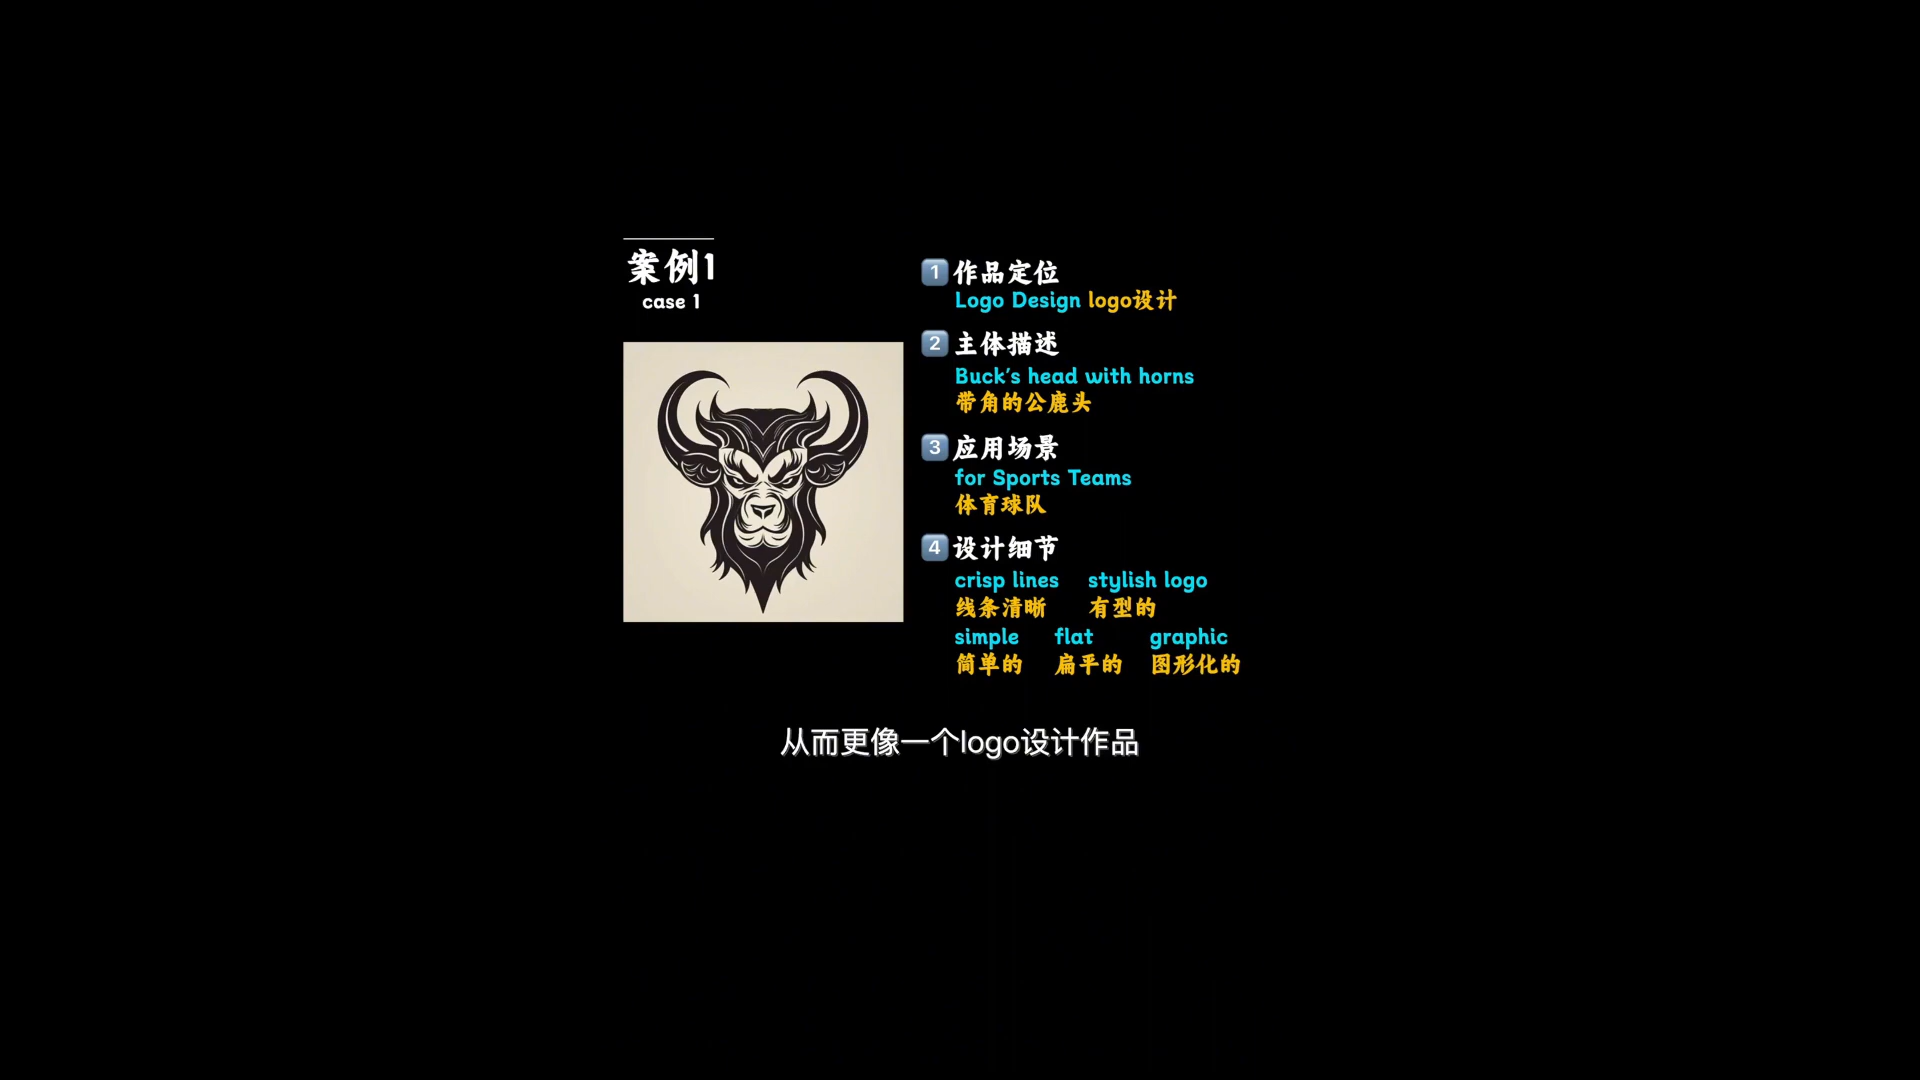 案例1
case 1
1 作品定位
Logo Design logo设计
2 主体描述
Buck's head with horns
带角的公鹿头
3 应用场景
for Sports Teams
体育球队
4 设计细节
crisp lines stylish logo
线条清晰 有型的
simple flat graphic
简单的 扁平的 图形化的
从而更像一个logo设计作品